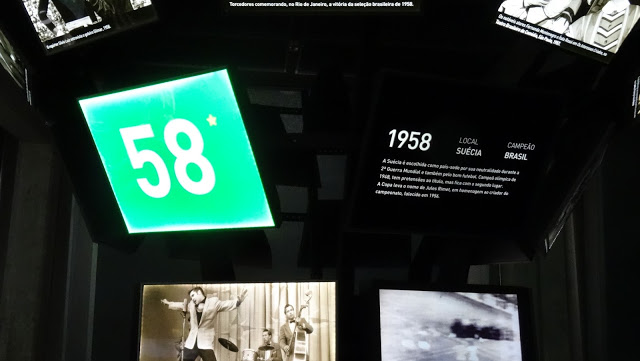 Torcedores comemorando, no Rio de Janeiro, a vitória da seleção brasileira de 1958.
58*
1958
LOCAL
SUÉCIA
CAMPEÃO
BRASIL
A Suécia é escolhida como país-sede por sua neutralidade durante a
2ª Guerra Mundial e também pelo bom futebol. Campeã olímpica de
1948, tem pretensões ao título, mas fica com o segundo lugar.
A Copa leva o nome de Jules Rimet, em homenagem ao criador do
campeonato, falecido em 1956.